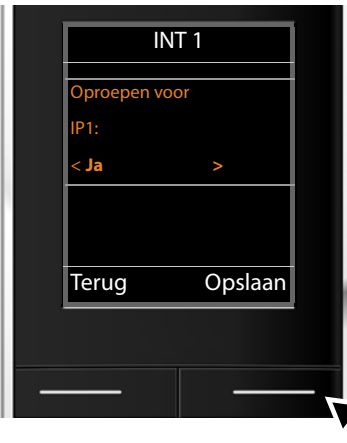 INT 1
Oproepen voor
IP1:
< Ja >
Terug Opslaan